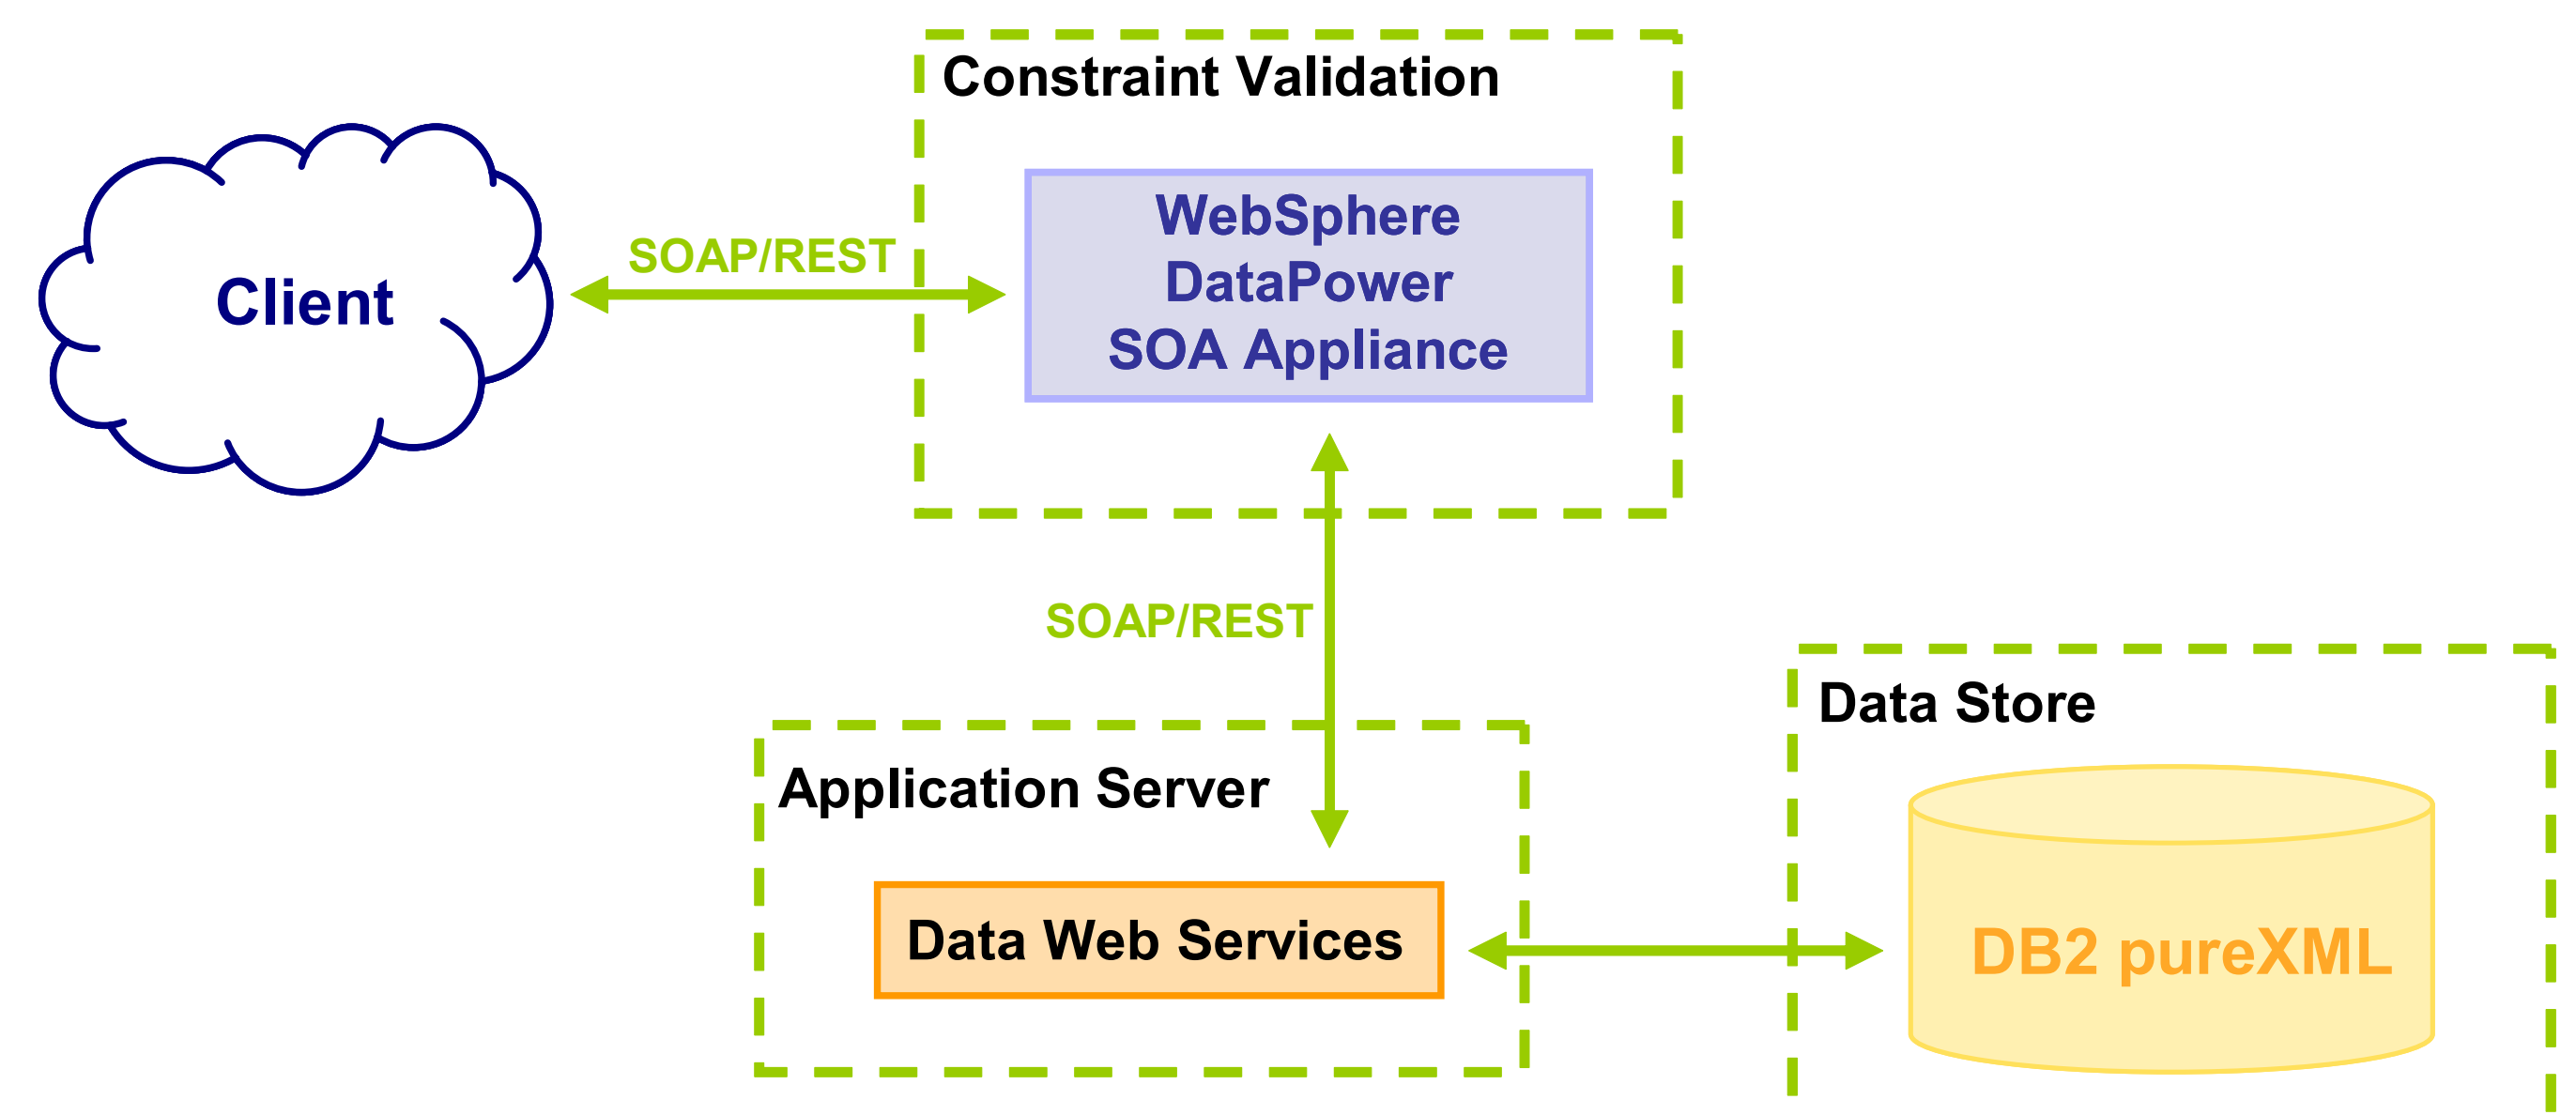 Constraint Validation
WebSphere
DataPower
SOA Appliance
SOAP/REST
Client
SOAP/REST
Data Store
Application Server
Data Web Services
DB2 pureXML